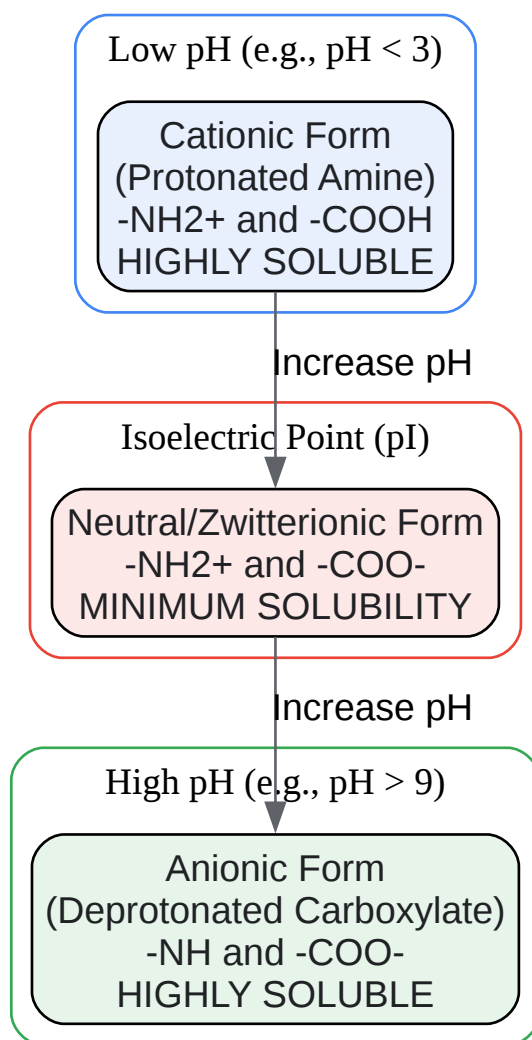 Low pH (e.g., pH < 3)
Cationic Form
(Protonated Amine)
-NH2+ and -COOH
HIGHLY SOLUBLE
Increase pH
Isoelectric Point (pI)
Neutral/Zwitterionic Form
-NH2+ and -COO-
MINIMUM SOLUBILITY
Increase pH
High pH (e.g., pH > 9)
Anionic Form
(Deprotonated Carboxylate)
-NH and -COO-
HIGHLY SOLUBLE